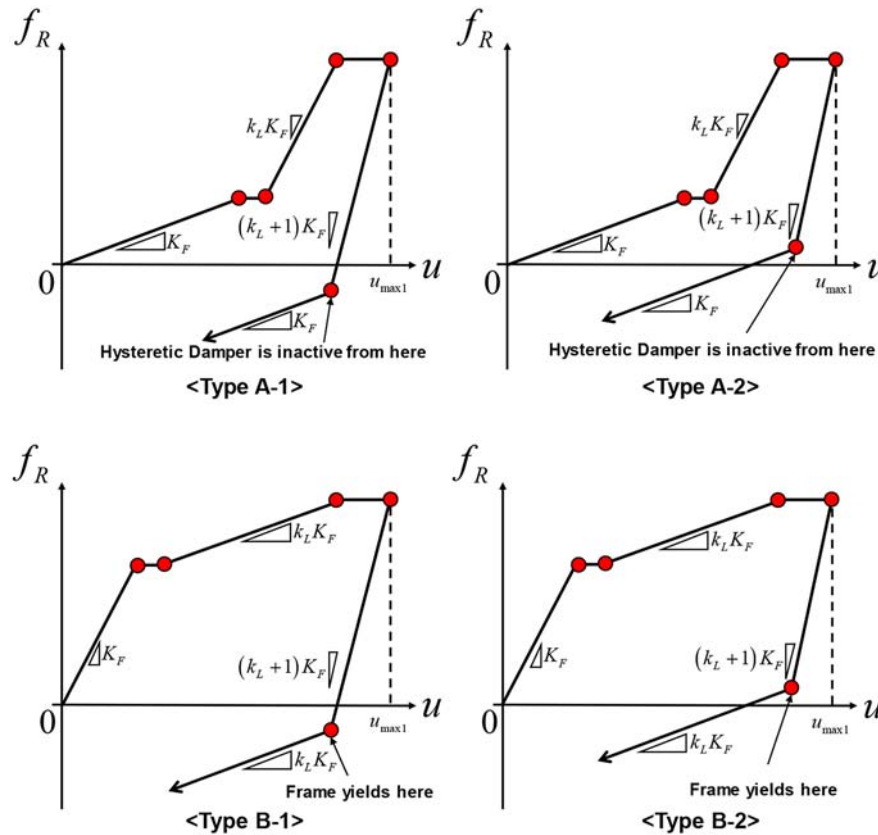 f_R
f_R
k_L K_F
k_L K_F
(k_L+1)K_F
(k_L+1)K_F
K_F
K_F
0
u_max1
u
0
u_max1
u
K_F
K_F
Hysteretic Damper is inactive from here
Hysteretic Damper is inactive from here
<Type A-1>
<Type A-2>
f_R
f_R
k_L K_F
k_L K_F
K_F
(k_L+1)K_F
K_F
(k_L+1)K_F
0
u_max1
u
0
u_max1
u
k_L K_F
k_L K_F
Frame yields here
Frame yields here
<Type B-1>
<Type B-2>